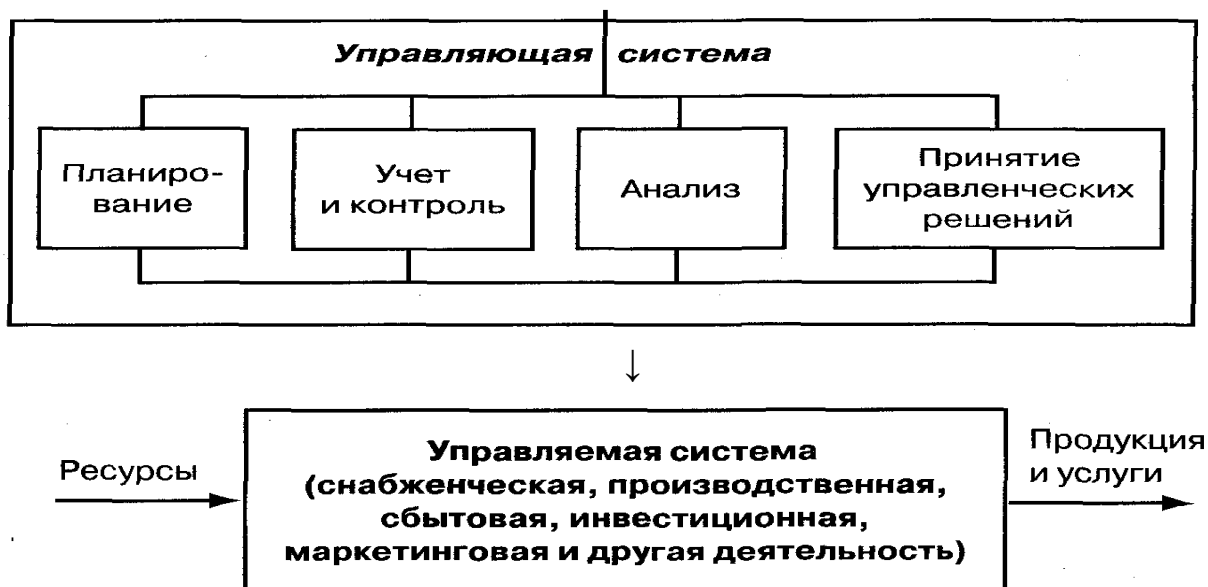 Управляющая система
Планиро-
вание
Учет
и контроль
Анализ
Принятие
управленческих
решений
Ресурсы
Управляемая система
(снабженческая, производственная,
сбытовая, инвестиционная,
маркетинговая и другая деятельность)
Продукция
и услуги